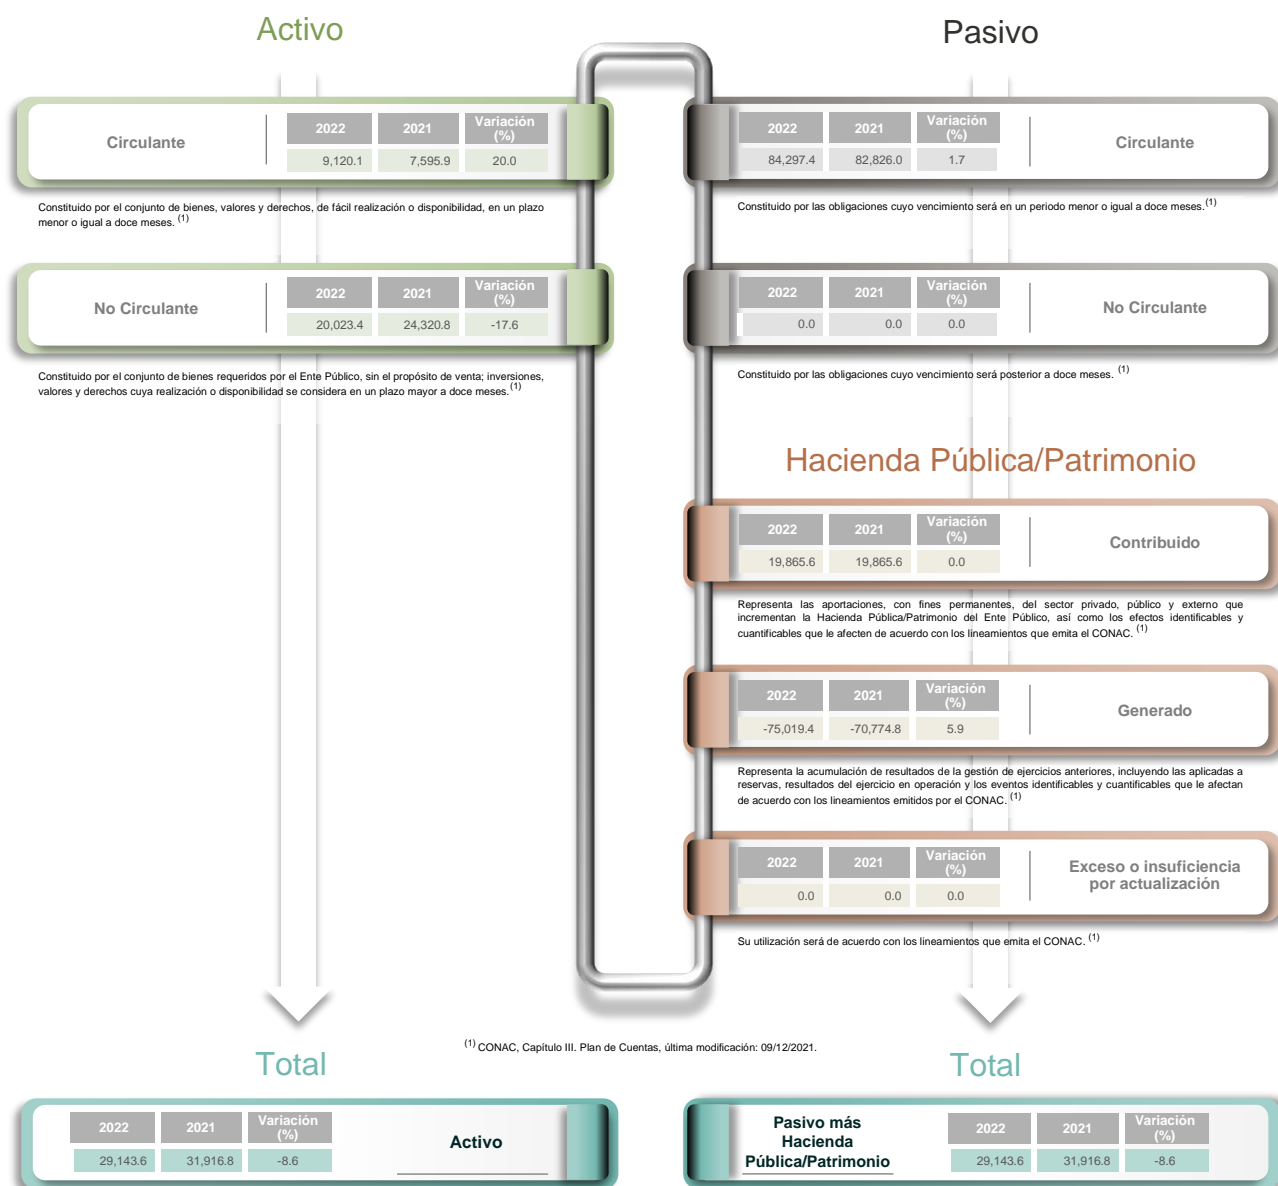 Activo
Circulante
2022 2021 Variación (%)
9,120.1 7,595.9 20.0
Constituido por el conjunto de bienes, valores y derechos, de fácil realización o disponibilidad, en un plazo
menor o igual a doce meses. (1)
No Circulante
2022 2021 Variación (%)
20,023.4 24,320.8 -17.6
Constituido por el conjunto de bienes requeridos por el Ente Público, sin el propósito de venta; inversiones,
valores y derechos cuya realización o disponibilidad se considera en un plazo mayor a doce meses. (1)
Pasivo
2022 2021 Variación (%)
84,297.4 82,826.0 1.7
Circulante
Constituido por las obligaciones cuyo vencimiento será en un periodo menor o igual a doce meses. (1)
2022 2021 Variación (%)
0.0 0.0 0.0
No Circulante
Constituido por las obligaciones cuyo vencimiento será posterior a doce meses. (1)
Hacienda Pública/Patrimonio
2022 2021 Variación (%)
19,865.6 19,865.6 0.0
Contribuido
Representa las aportaciones, con fines permanentes, del sector privado, público y externo que
incrementan la Hacienda Pública/Patrimonio del Ente Público, así como los efectos identificables y
cuantificables que le afecten de acuerdo con los lineamientos que emita el CONAC. (1)
2022 2021 Variación (%)
-75,019.4 -70,774.8 5.9
Generado
Representa la acumulación de resultados de la gestión de ejercicios anteriores, incluyendo las aplicadas a
reservas, resultados del ejercicio en operación y los eventos identificables y cuantificables que le afectan
de acuerdo con los lineamientos emitidos por el CONAC. (1)
2022 2021 Variación (%)
0.0 0.0 0.0
Exceso o insuficiencia
por actualización
Su utilización será de acuerdo con los lineamientos que emita el CONAC. (1)
(1) CONAC, Capítulo III. Plan de Cuentas, última modificación: 09/12/2021.
Total
2022 2021 Variación (%)
29,143.6 31,916.8 -8.6
Activo
Total
Pasivo más
Hacienda
Pública/Patrimonio
2022 2021 Variación (%)
29,143.6 31,916.8 -8.6